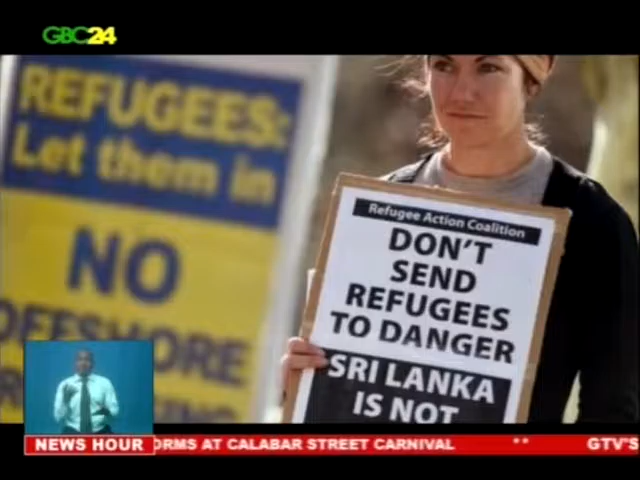 GBC24
REFUGEES:
Let them in
NO
OFFSHORE
Refugee Action Coalition
DON'T
SEND
REFUGEES
TO DANGER
SRI LANKA
IS NOT
NEWS HOUR
ORMS AT CALABAR STREET CARNIVAL ** GTV'S